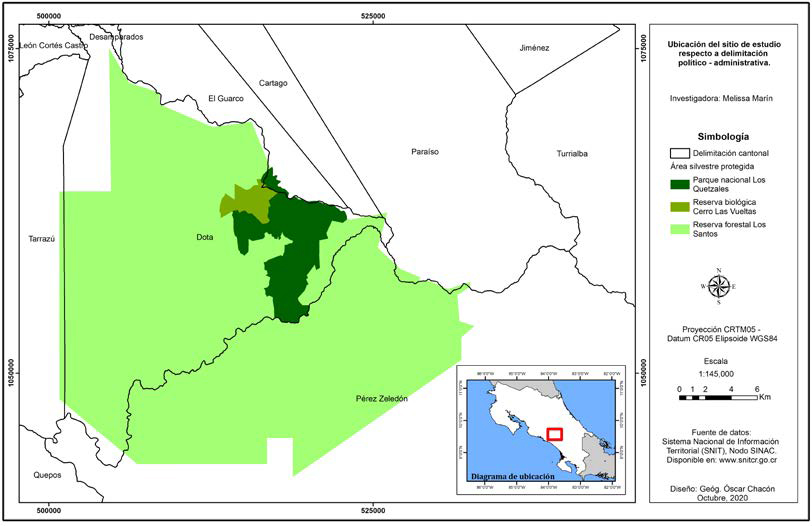 500000
525000
1075000
1075000
León Cortés Castro
Desamparados
Jiménez
Cartago
El Guarco
Paraíso
Turrialba
Tarrazú
Dota
1050000
1050000
Pérez Zeledón
Quepos
500000
525000
Diagrama de ubicación
Ubicación del sitio de estudio
respecto a delimitación
político - administrativa.
Investigadora: Melissa Marín
Simbología
Delimitación cantonal
Área silvestre protegida
Parque nacional Los
Quetzales
Reserva biológica
Cerro Las Vueltas
Reserva forestal Los
Santos
N
W E
S
Proyección CRTM05 -
Datum CR05 Elipsoide WGS84
Escala
1:145,000
0 1 2 4 6
Km
Fuente de datos:
Sistema Nacional de Información
Territorial (SNIT), Nodo SINAC.
Disponible en: www.snitcr.go.cr
Diseño: Geóg. Óscar Chacón
Octubre, 2020